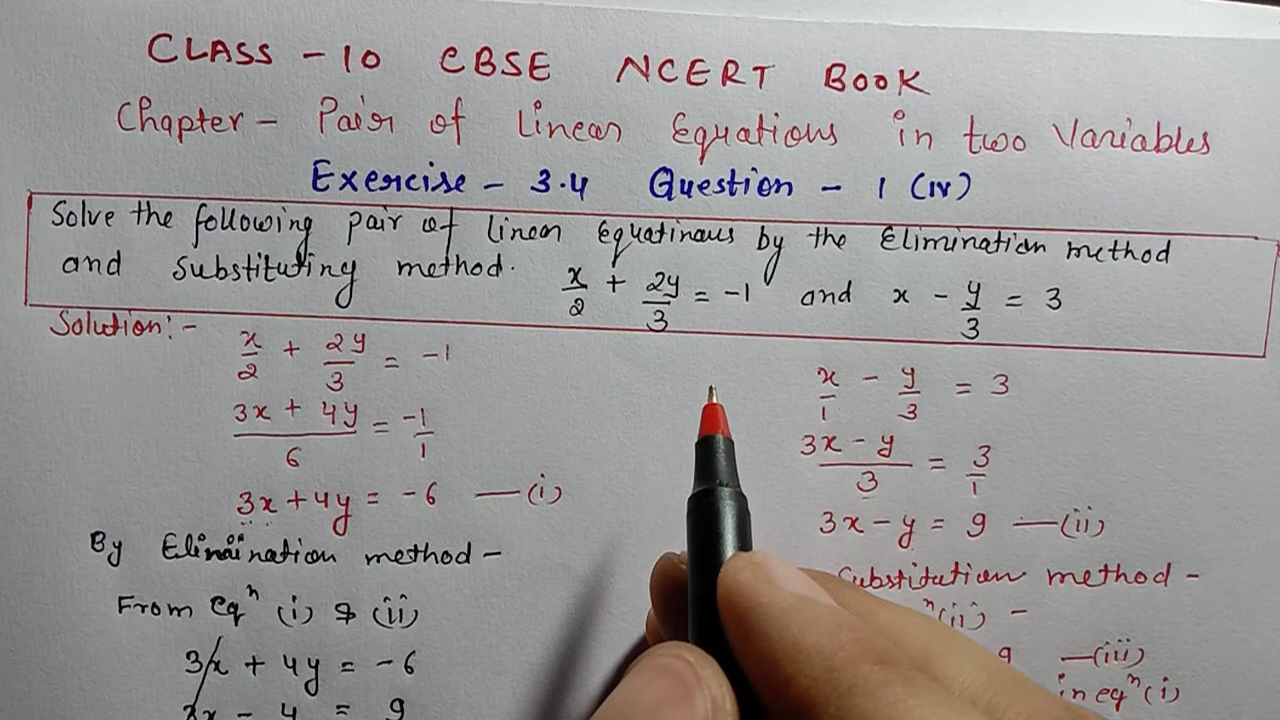 CLASS - 10 CBSE NCERT BOOK
Chapter - Pair of Linear Equations in two Variables
Exercise - 3.4 Question - 1 (iv)
Solve the following pair of linear Equatinous by the Elimination method
and substituting method. x/2 + 2y/3 = -1 and x - y/3 = 3
Solution:-
x/2 + 2y/3 = -1
(3x + 4y)/6 = -1/1
3x + 4y = -6 —(i)
By Elimination method -
From eqⁿ (i) & (ii)
3x + 4y = -6
3x - y = 9
x/1 - y/3 = 3
(3x - y)/3 = 3/1
3x - y = 9 —(ii)
Substitution method -
ⁿ(ii) -
9 —(iii)
in eqⁿ(i)